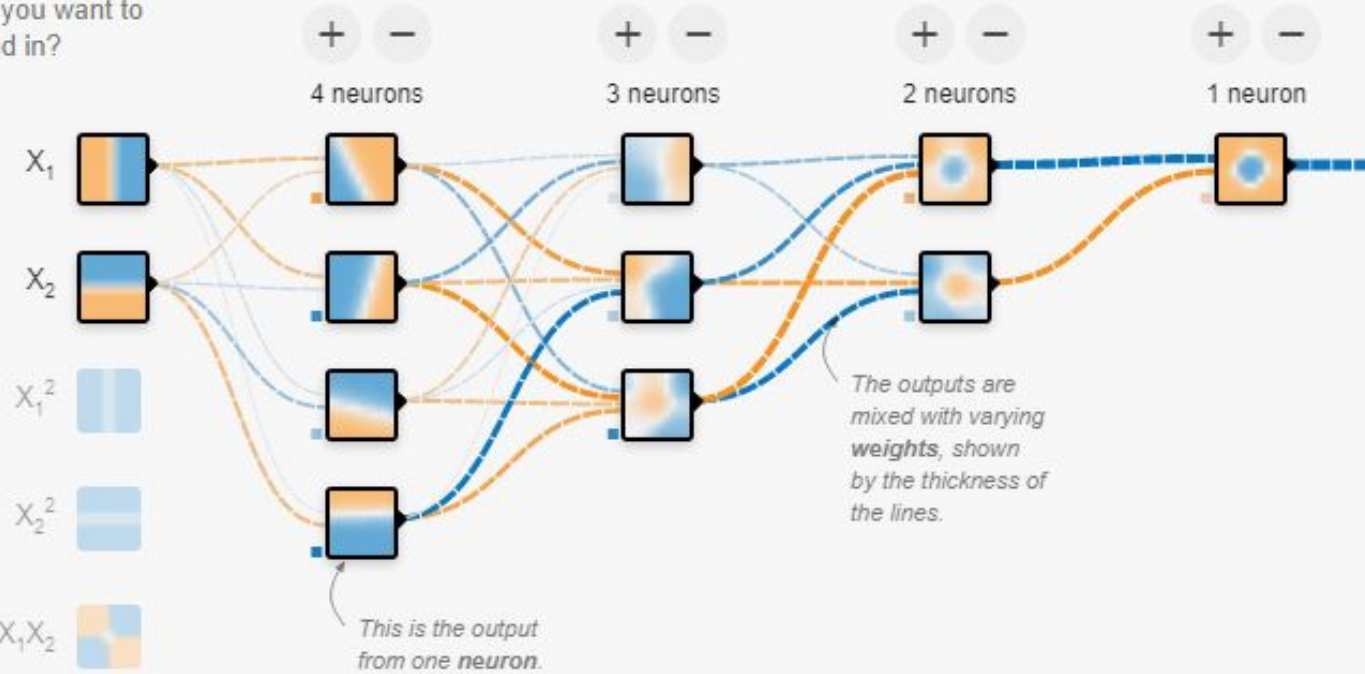 you want to
d in?
+ − + − + − + −
4 neurons 3 neurons 2 neurons 1 neuron
X₁
X₂
X₁²
X₂²
X₁X₂
The outputs are
mixed with varying
weights, shown
by the thickness of
the lines.
This is the output
from one neuron.